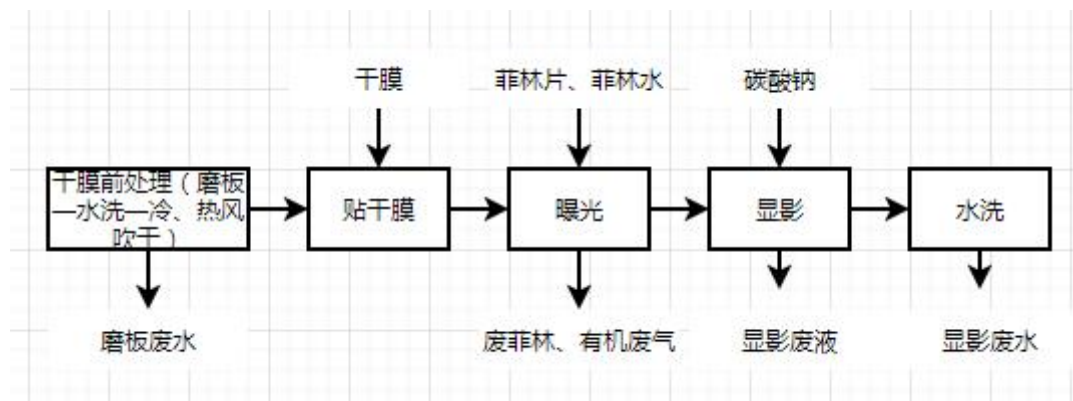 干膜
菲林片、菲林水
碳酸钠
干膜前处理（磨板
—水洗—冷、热风
吹干）
贴干膜
曝光
显影
水洗
磨板废水
废菲林、有机废气
显影废液
显影废水